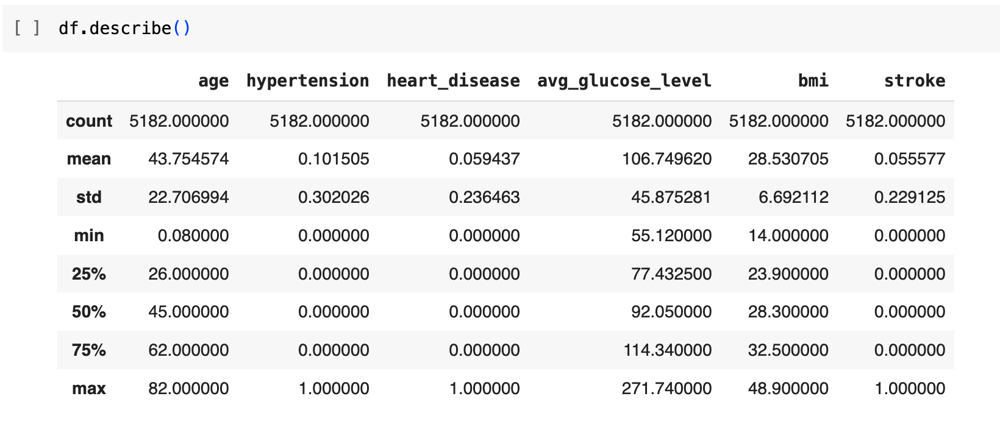 [ ] df.describe()
age hypertension heart_disease avg_glucose_level bmi stroke
count 5182.000000 5182.000000 5182.000000 5182.000000 5182.000000 5182.000000
mean 43.754574 0.101505 0.059437 106.749620 28.530705 0.055577
std 22.706994 0.302026 0.236463 45.875281 6.692112 0.229125
min 0.080000 0.000000 0.000000 55.120000 14.000000 0.000000
25% 26.000000 0.000000 0.000000 77.432500 23.900000 0.000000
50% 45.000000 0.000000 0.000000 92.050000 28.300000 0.000000
75% 62.000000 0.000000 0.000000 114.340000 32.500000 0.000000
max 82.000000 1.000000 1.000000 271.740000 48.900000 1.000000